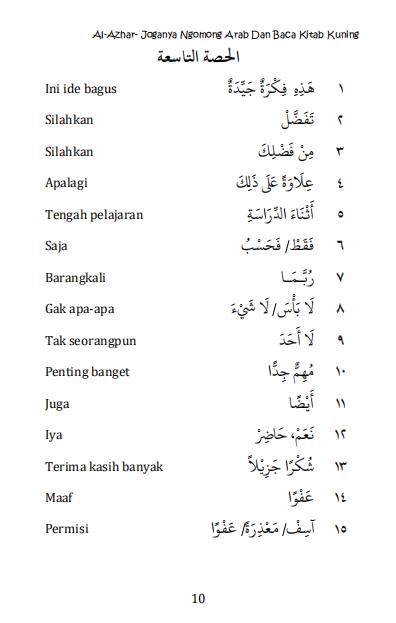 Al-Azhar- Joganya Ngomong Arab Dan Baca Kitab Kuning
الحصة التاسعة
Ini ide bagus هَذِهِ فِكْرَةٌ جَيِّدَةٌ ١
Silahkan تَفَضَّلْ ٢
Silahkan مِنْ فَضْلِكَ ٣
Apalagi عِلَاوَةً عَلَى ذَلِكَ ٤
Tengah pelajaran أَثْنَاءَ الدِّرَاسَةِ ٥
Saja فَقَطْ/ فَحَسْبُ ٦
Barangkali رُبَّمَـا ٧
Gak apa-apa لَا بَأْسَ/ لَا شَيْءَ ٨
Tak seorangpun لَا أَحَدَ ٩
Penting banget مُهِمٌّ جِدًّا ١٠
Juga أَيْضًا ١١
Iya نَعَمْ، حَاضِرْ ١٢
Terima kasih banyak شُكْرًا جَزِيْلاً ١٣
Maaf عَفْوًا ١٤
Permisi آسِفْ/ مَعْذِرَةً/ عَفْوًا ١٥
10